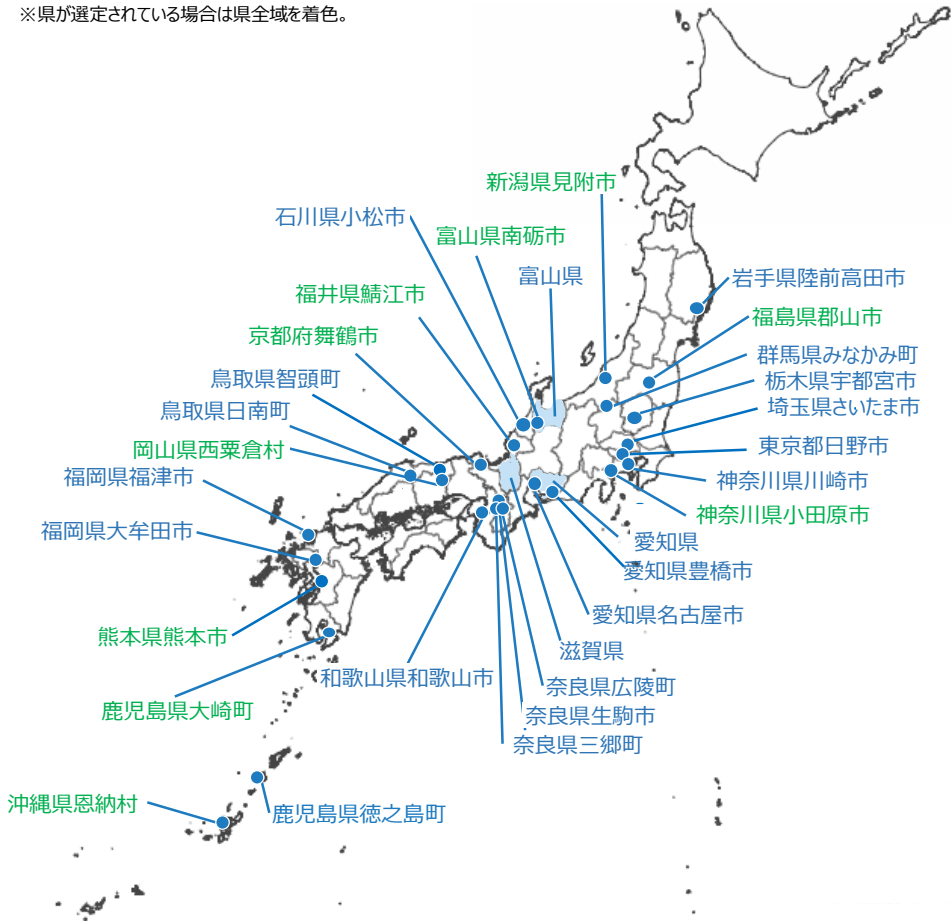 ※県が選定されている場合は県全域を着色。
新潟県見附市
石川県小松市
富山県南砺市
富山県
岩手県陸前高田市
福井県鯖江市
福島県郡山市
京都府舞鶴市
群馬県みなかみ町
鳥取県智頭町
栃木県宇都宮市
鳥取県日南町
埼玉県さいたま市
岡山県西粟倉村
東京都日野市
福岡県福津市
神奈川県川崎市
神奈川県小田原市
福岡県大牟田市
愛知県
愛知県豊橋市
愛知県名古屋市
熊本県熊本市
滋賀県
和歌山県和歌山市
奈良県広陵町
鹿児島県大崎町
奈良県生駒市
奈良県三郷町
沖縄県恩納村
鹿児島県徳之島町